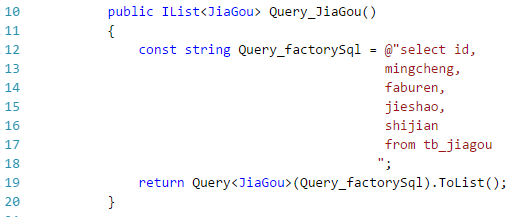 10 public IList<JiaGou> Query_JiaGou()
11 {
12 const string Query_factorySql = @"select id,
13 mingcheng,
14 faburen,
15 jieshao,
16 shijian
17 from tb_jiagou
18 ";
19 return Query<JiaGou>(Query_factorySql).ToList();
20 }